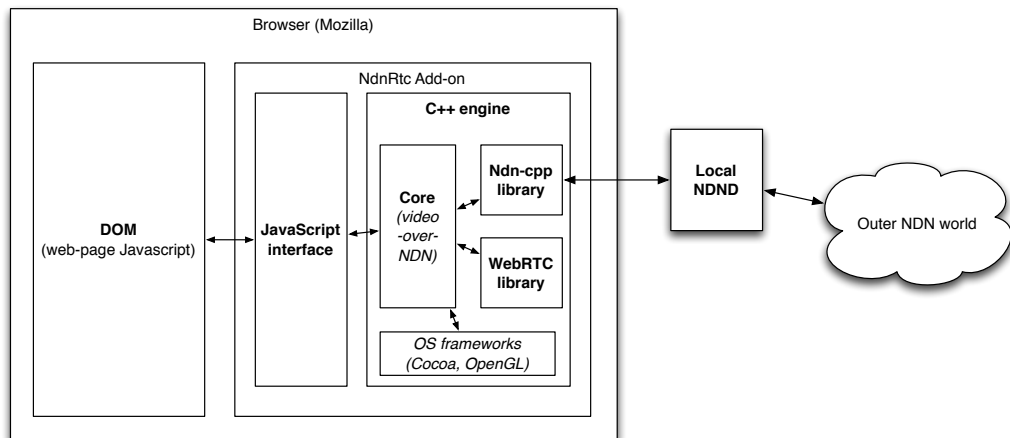 Browser (Mozilla)
NdnRtc Add-on
C++ engine
DOM
(web-page Javascript)
JavaScript
interface
Core
(video
-over-
NDN)
Ndn-cpp
library
WebRTC
library
OS frameworks
(Cocoa, OpenGL)
Local
NDND
Outer NDN world